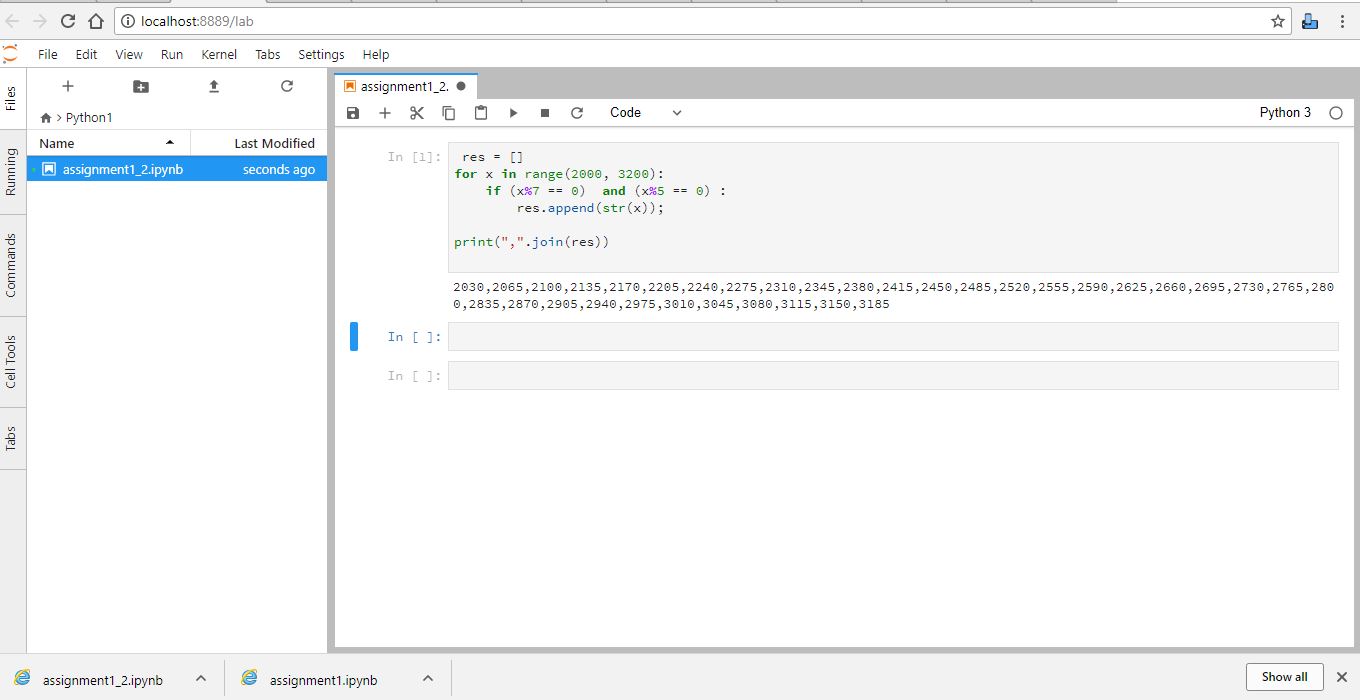 localhost:8889/lab
File Edit View Run Kernel Tabs Settings Help
Files
Running
Commands
Cell Tools
Tabs
Python1
Name Last Modified
assignment1_2.ipynb seconds ago
assignment1_2.
Code Python 3
In [1]: res = []
for x in range(2000, 3200):
    if (x%7 == 0)  and (x%5 == 0) :
        res.append(str(x));
print(",".join(res))
2030,2065,2100,2135,2170,2205,2240,2275,2310,2345,2380,2415,2450,2485,2520,2555,2590,2625,2660,2695,2730,2765,280
0,2835,2870,2905,2940,2975,3010,3045,3080,3115,3150,3185
In [ ]:
In [ ]:
assignment1_2.ipynb assignment1.ipynb Show all